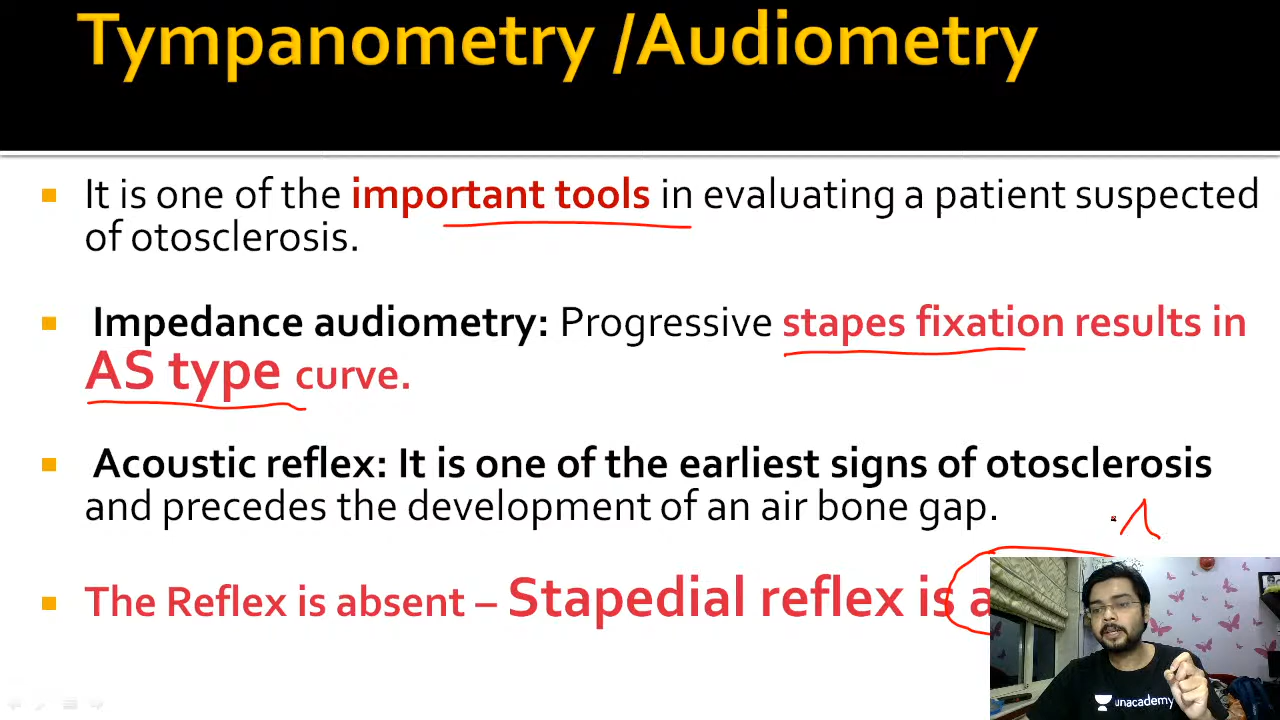 Tympanometry /Audiometry
It is one of the important tools in evaluating a patient suspected
of otosclerosis.
Impedance audiometry: Progressive stapes fixation results in
AS type curve.
Acoustic reflex: It is one of the earliest signs of otosclerosis
and precedes the development of an air bone gap.
The Reflex is absent – Stapedial reflex is
unacademy